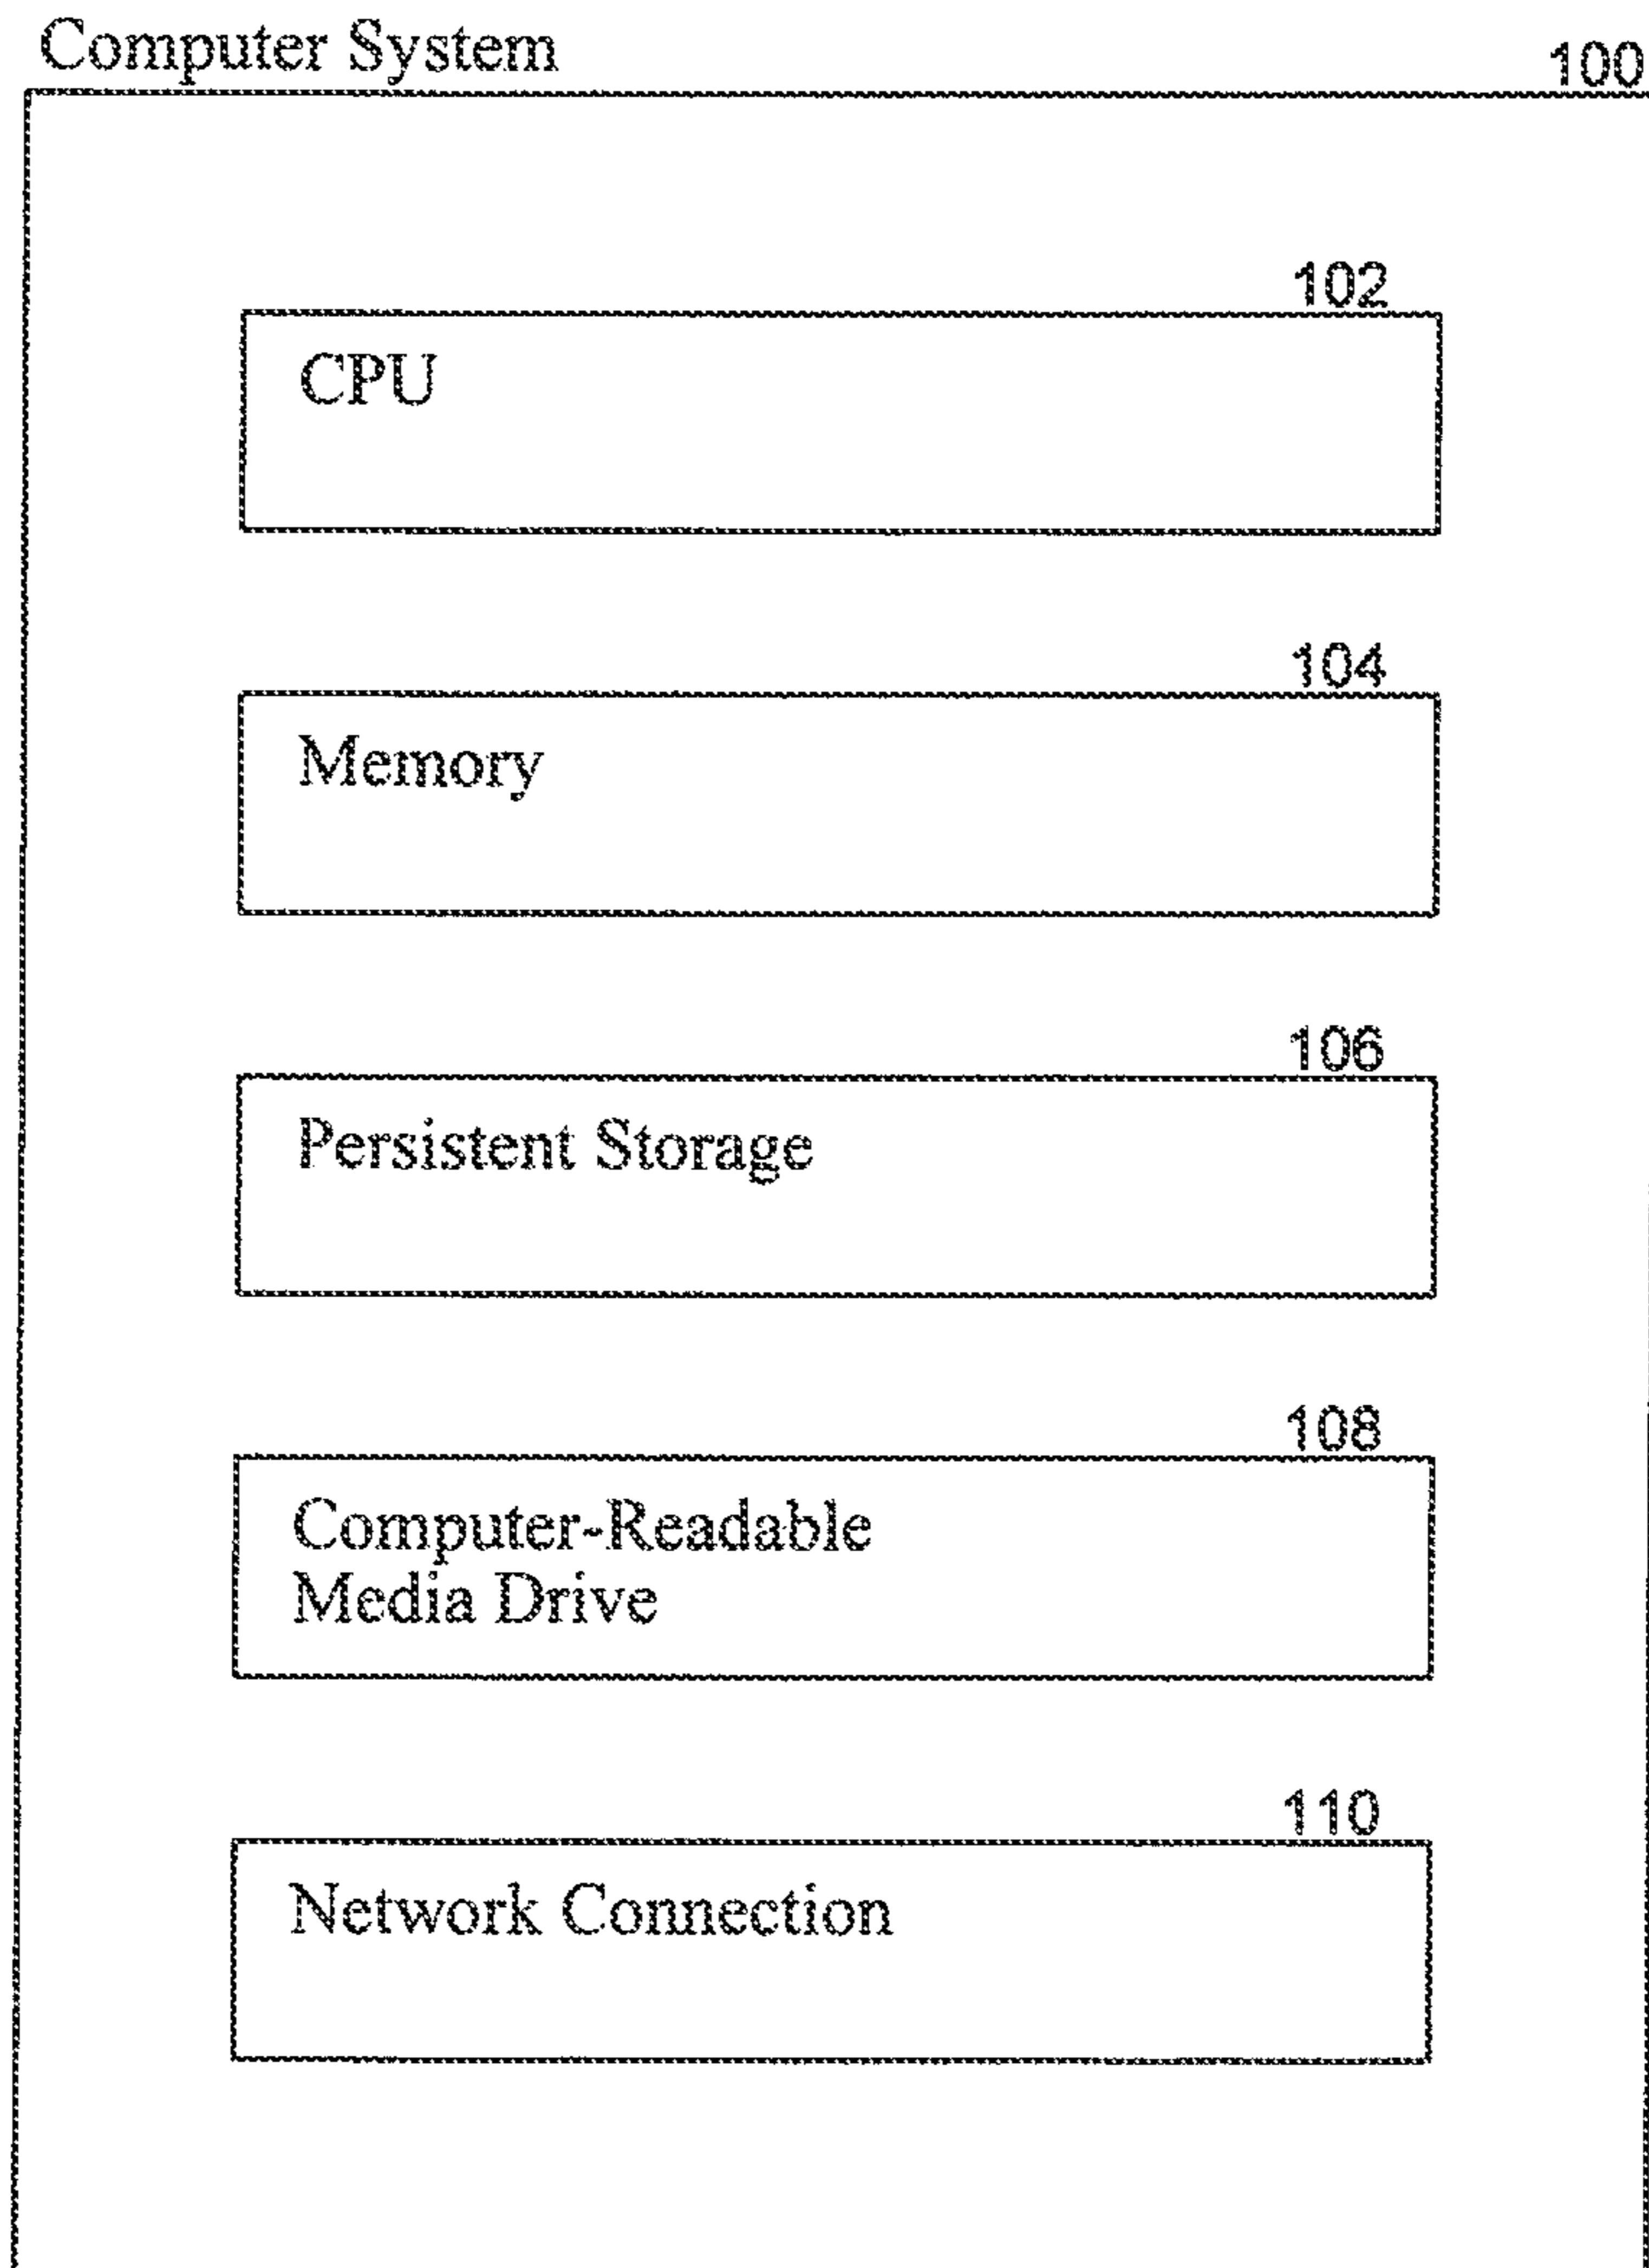 Computer System 100
102
CPU
104
Memory
106
Persistent Storage
108
Computer-Readable
Media Drive
110
Network Connection